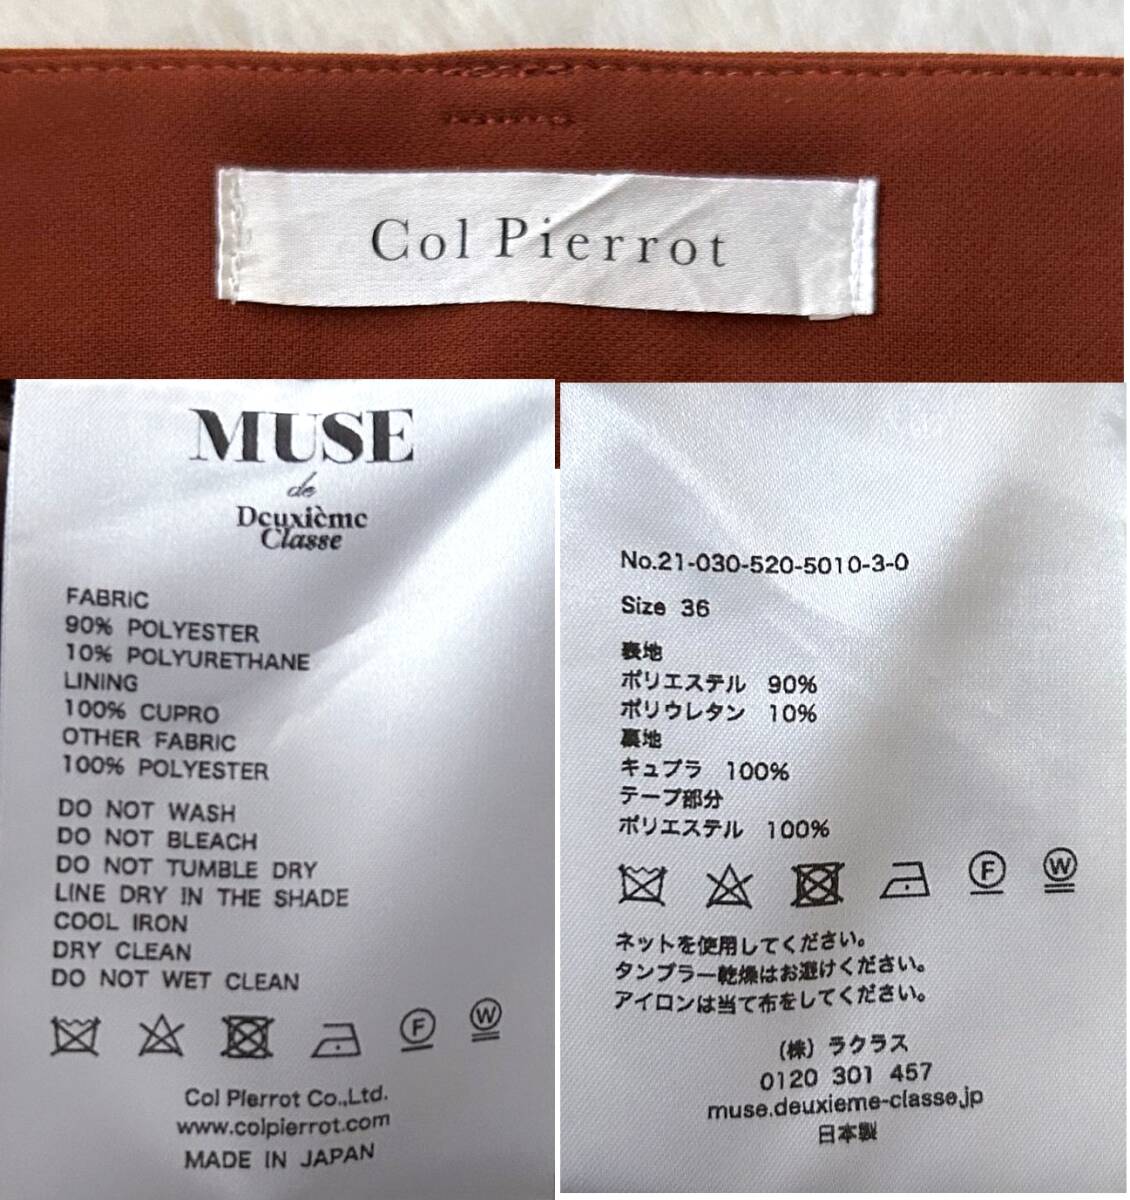 Col Pierrot
MUSE
de
Deuxième
Classe
FABRIC
90% POLYESTER
10% POLYURETHANE
LINING
100% CUPRO
OTHER FABRIC
100% POLYESTER
DO NOT WASH
DO NOT BLEACH
DO NOT TUMBLE DRY
LINE DRY IN THE SHADE
COOL IRON
DRY CLEAN
DO NOT WET CLEAN
F W
Col Pierrot Co.,Ltd.
www.colpierrot.com
MADE IN JAPAN
No.21-030-520-5010-3-0
Size 36
表地
ポリエステル 90%
ポリウレタン 10%
裏地
キュプラ 100%
テープ部分
ポリエステル 100%
F W
ネットを使用してください。
タンブラー乾燥はお避けください。
アイロンは当て布をしてください。
(株) ラクラス
0120 301 457
muse.deuxieme-classe.jp
日本製